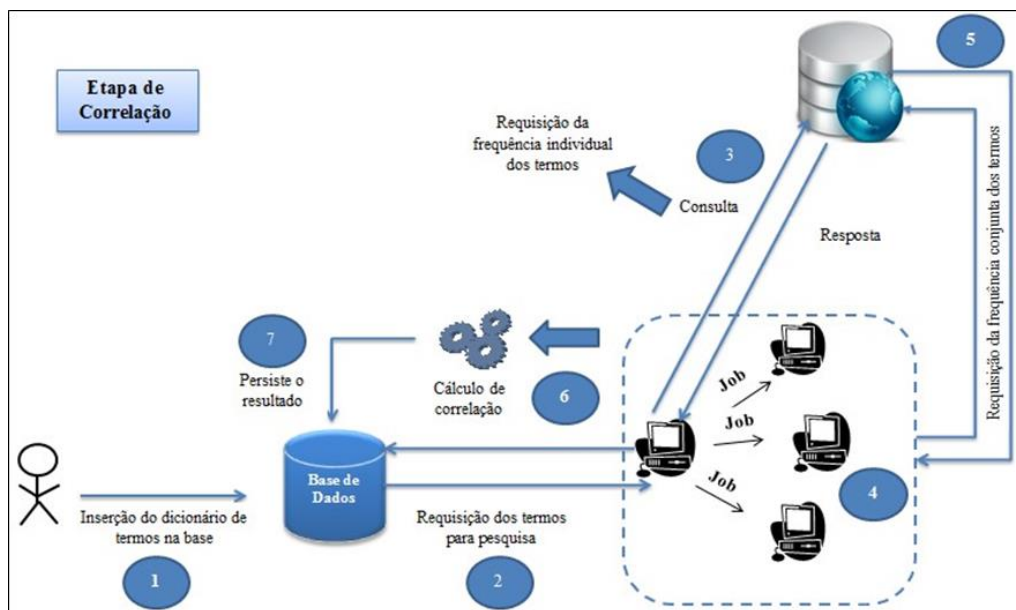 Etapa de
Correlação
5
Requisição da
frequência individual
dos termos
3
Consulta
Resposta
Requisição da frequência conjunta dos termos
7
Persiste o
resultado
Cálculo de
correlação
6
Job
Job
Job
4
Base de
Dados
Inserção do dicionário de
termos na base
1
Requisição dos termos
para pesquisa
2